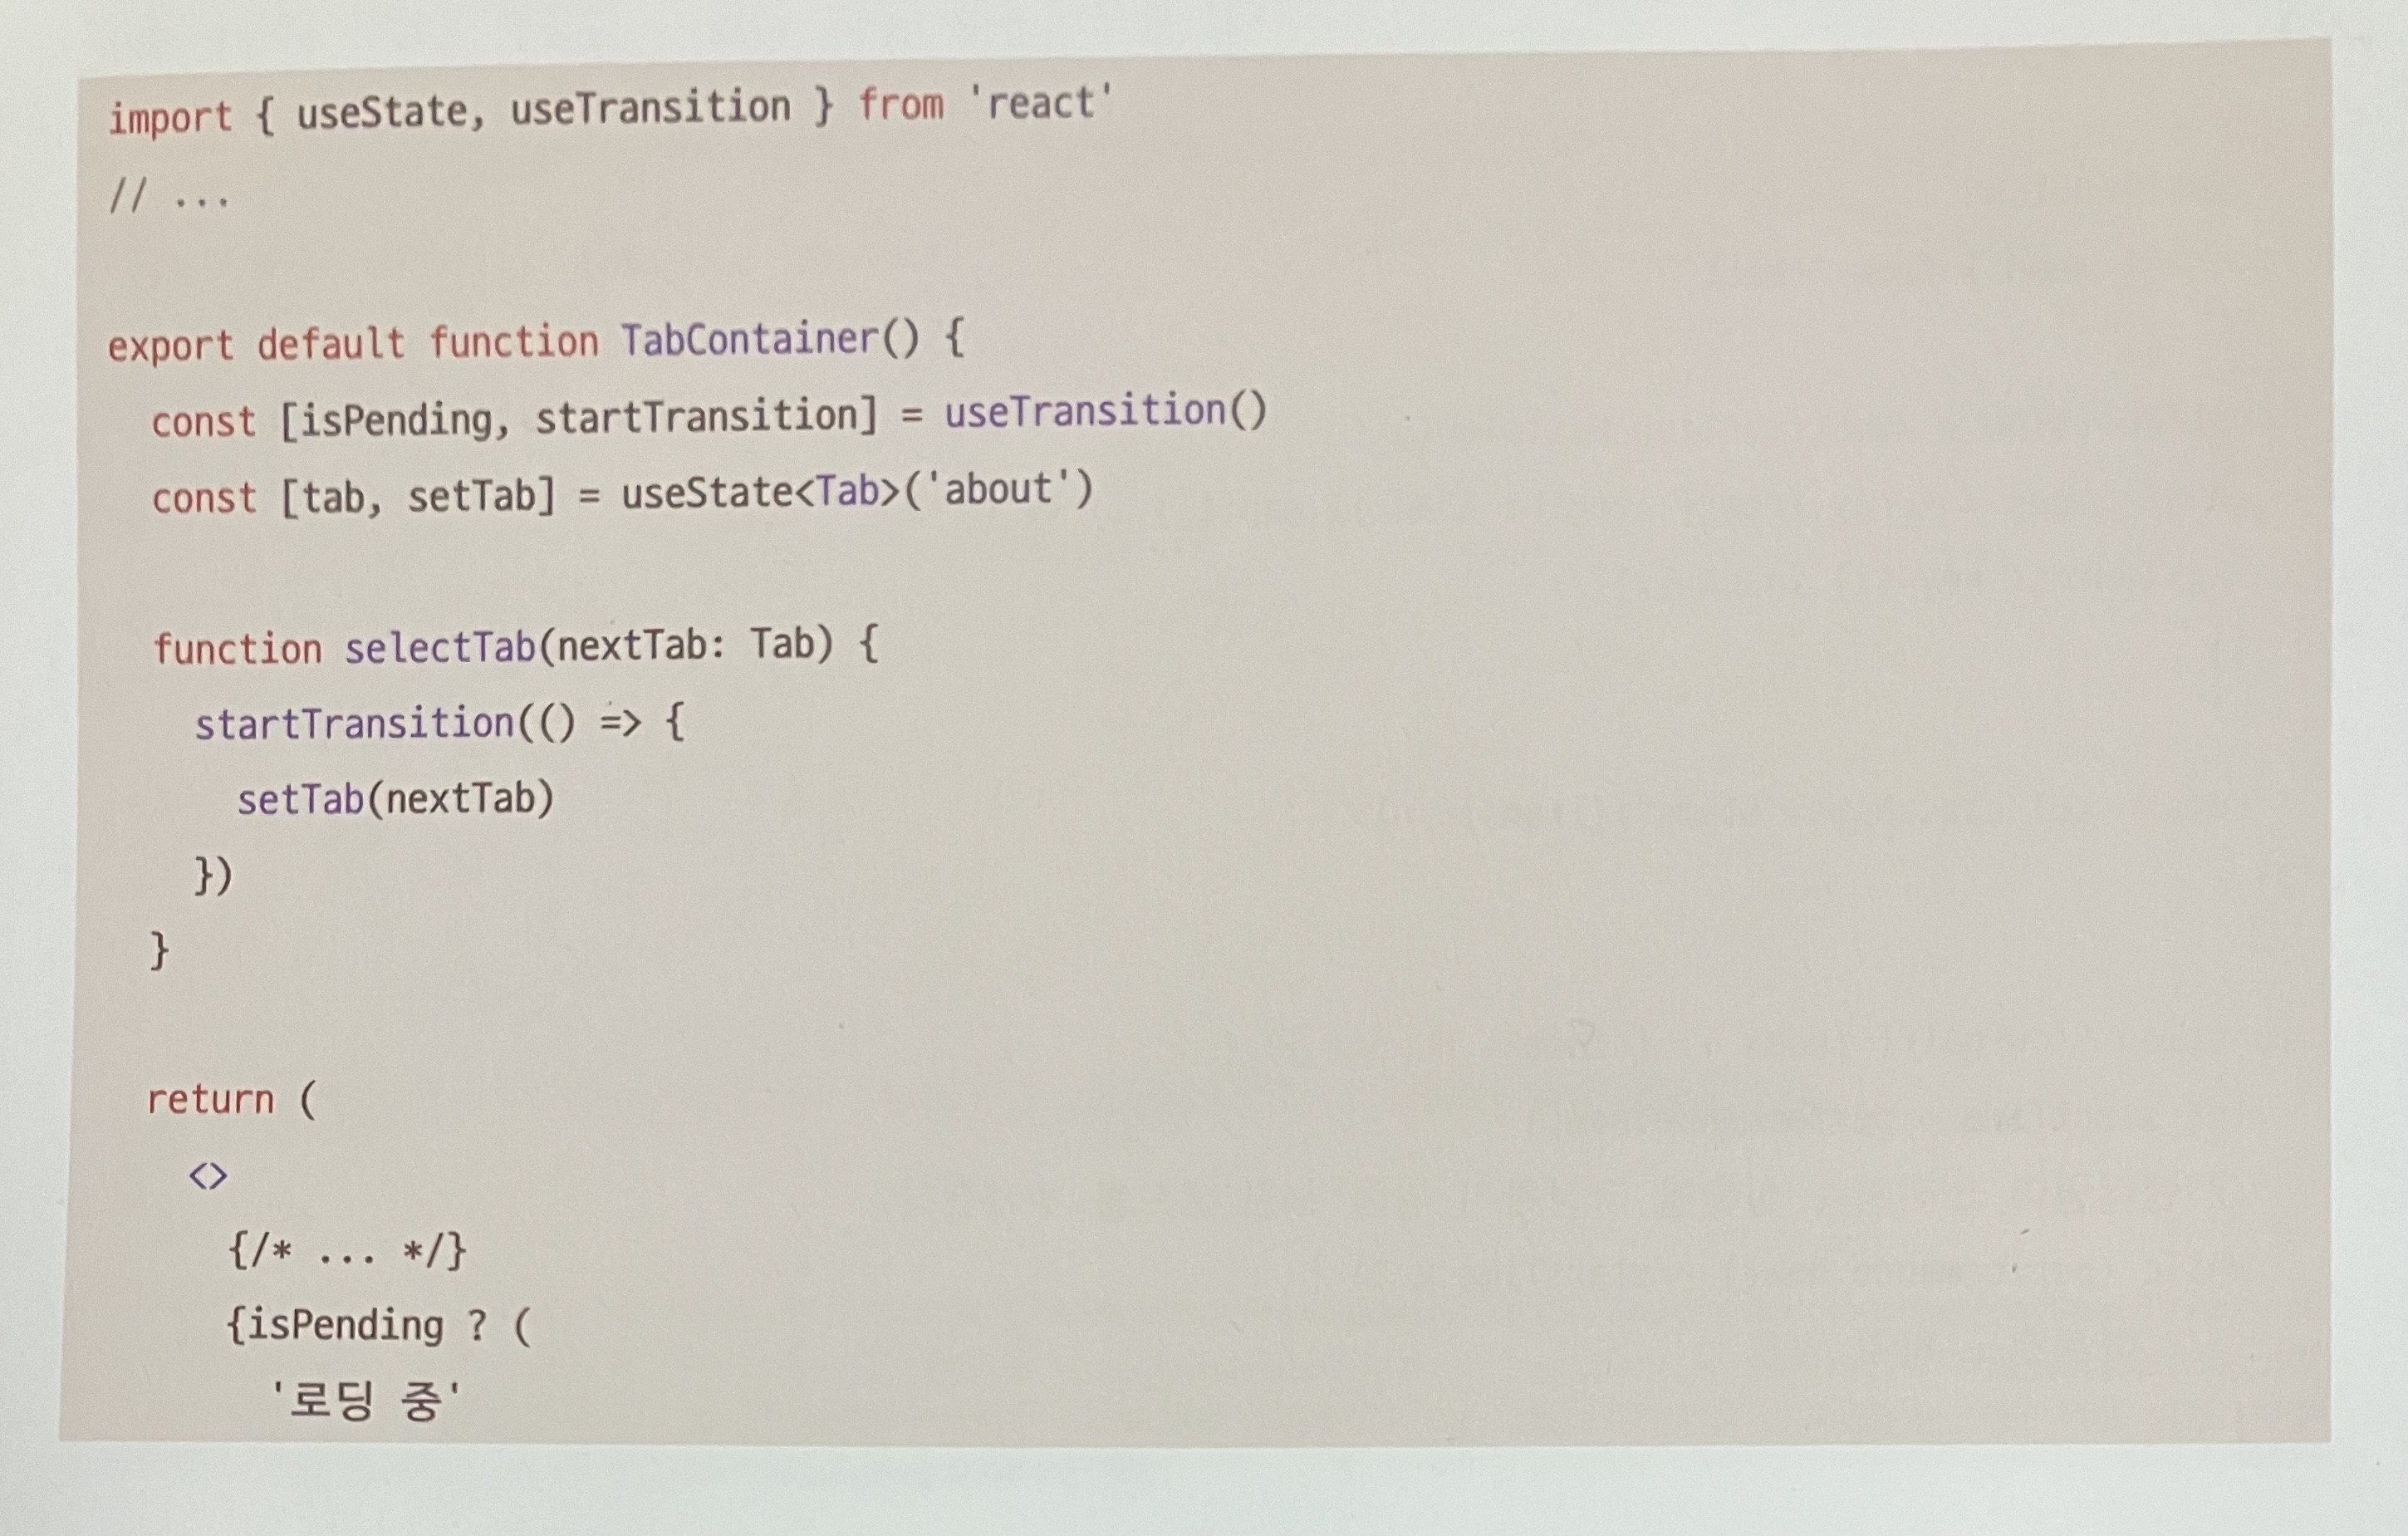 import { useState, useTransition } from 'react'
// ...
export default function TabContainer() {
const [isPending, startTransition] = useTransition()
const [tab, setTab] = useState<Tab>('about')
function selectTab(nextTab: Tab) {
startTransition(() => {
setTab(nextTab)
})
}
return (
<>
{/* ... */}
{isPending ? (
'로딩 중'